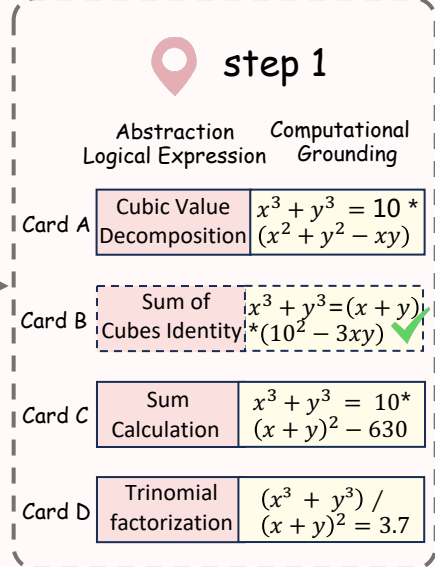 step 1
Abstraction Logical Expression
Computational Grounding
Card A
Cubic Value Decomposition
x³ + y³ = 10 *
(x² + y² − xy)
Card B
Sum of Cubes Identity
x³ + y³=(x + y)
*(10² − 3xy)
Card C
Sum Calculation
x³ + y³ = 10*
(x + y)² − 630
Card D
Trinomial factorization
(x³ + y³) /
(x + y)² = 3.7